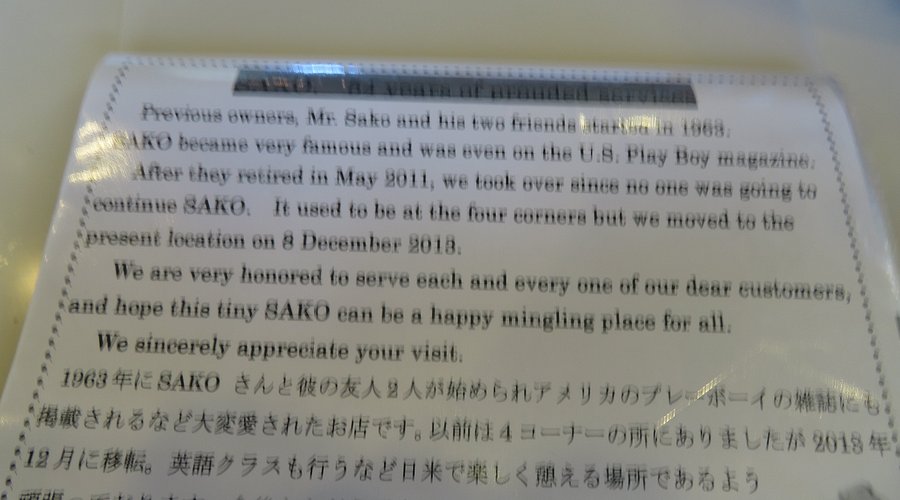 years of
Previous owners, Mr. Sako and his two friends started in 1963.
SAKO became very famous and was even on the U.S. Play Boy magazine.
After they retired in May 2011, we took over since no one was going to
continue SAKO. It used to be at the four corners but we moved to the
present location on 8 December 2013.
We are very honored to serve each and every one of our dear customers,
and hope this tiny SAKO can be a happy mingling place for all.
We sincerely appreciate your visit.
1963年にSAKO さんと彼の友人2人が始められアメリカのプレーボーイの雑誌にも
掲載されるなど大変愛されたお店です。以前は4コーナーの所にありましたが 2013年
12月に移転。英語クラスも行うなど日米で楽しく憩える場所であるよう